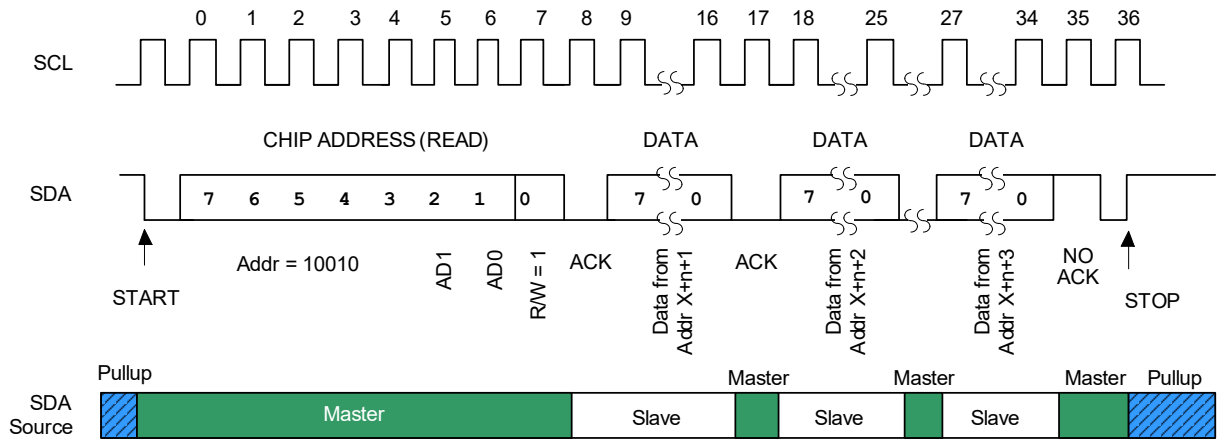 0 1 2 3 4 5 6 7 8 9 16 17 18 25 27 34 35 36
SCL
CHIP ADDRESS (READ) DATA DATA DATA
SDA 7 6 5 4 3 2 1 0 7 0 7 0 7 0
START
Addr = 10010
AD1
AD0
R/W = 1
ACK
Data from
Addr X+n+1
ACK
Data from
Addr X+n+2
Data from
Addr X+n+3
NO
ACK
STOP
Pullup Master Master Master Pullup
SDA
Source
Master Slave Slave Slave